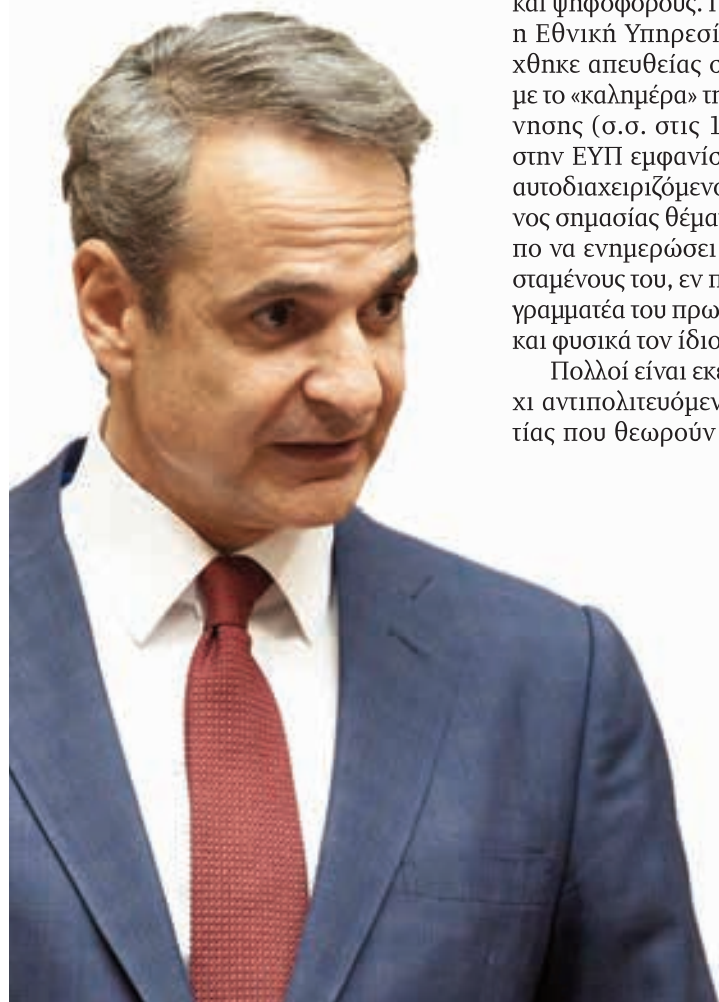 και ψηφοφόρους.
η Εθνική Υπηρεσί
χθηκε απευθείας σ
με το «καλημέρα» τη
νησης (σ.σ. στις 1
στην ΕΥΠ εμφανίσ
αυτοδιαχειριζόμενο
νος σημασίας θέμα
πο να ενημερώσει
σταμένους του, εν π
γραμματέα του πρω
και φυσικά τον ίδιο
Πολλοί είναι εκε
χι αντιπολιτευόμεν
τίας που θεωρούν